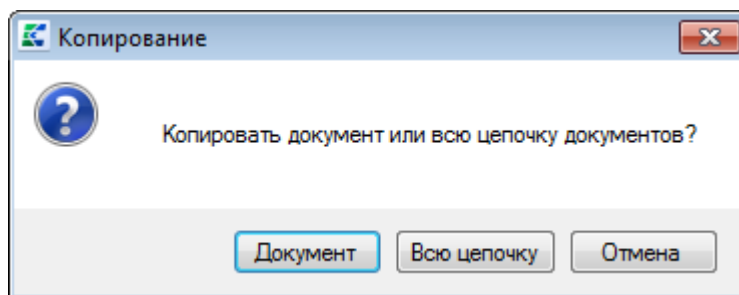 Копирование
Копировать документ или всю цепочку документов?
Документ
Всю цепочку
Отмена